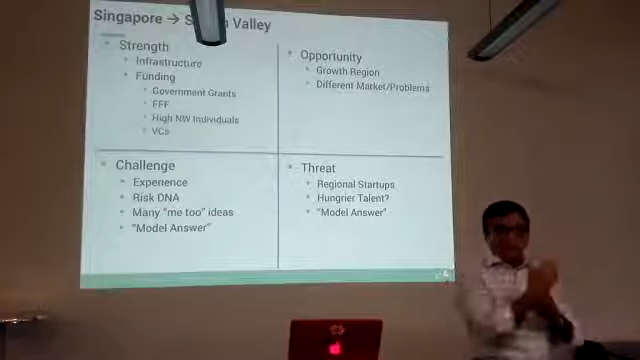 Singapore → S Valley
Strength
Infrastructure
Funding
Government Grants
FFF
High NW Individuals
VCs
Opportunity
Growth Region
Different Market/Problems
Challenge
Experience
Risk DNA
Many "me too" ideas
"Model Answer"
Threat
Regional Startups
Hungrier Talent?
"Model Answer"